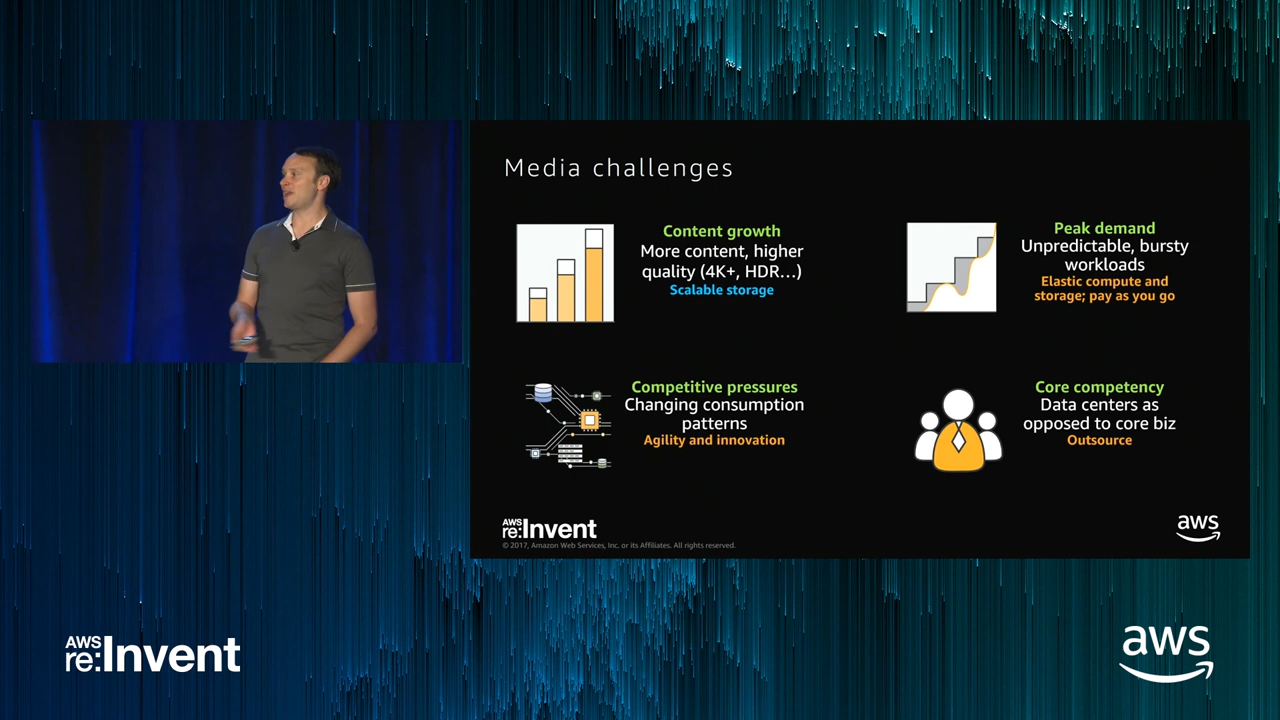 Media challenges
Content growth
More content, higher
quality (4K+, HDR...)
Scalable storage
Peak demand
Unpredictable, bursty
workloads
Elastic compute and
storage; pay as you go
Competitive pressures
Changing consumption
patterns
Agility and innovation
Core competency
Data centers as
opposed to core biz
Outsource
AWS
re:Invent
© 2017, Amazon Web Services, Inc. or its Affiliates. All rights reserved.
aws
AWS
re:Invent
aws